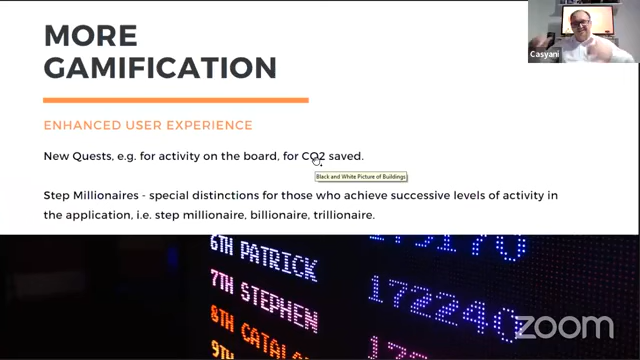 MORE
GAMIFICATION
ENHANCED USER EXPERIENCE
New Quests, e.g. for activity on the board, for CO2 saved.
Black and White Picture of Buildings
Step Millionaires - special distinctions for those who achieve successive levels of activity in
the application, i.e. step millionaire, billionaire, trillionaire.
Casyani
6TH PATRICK
7TH STEPHEN 172240
8TH
9TH
zoom